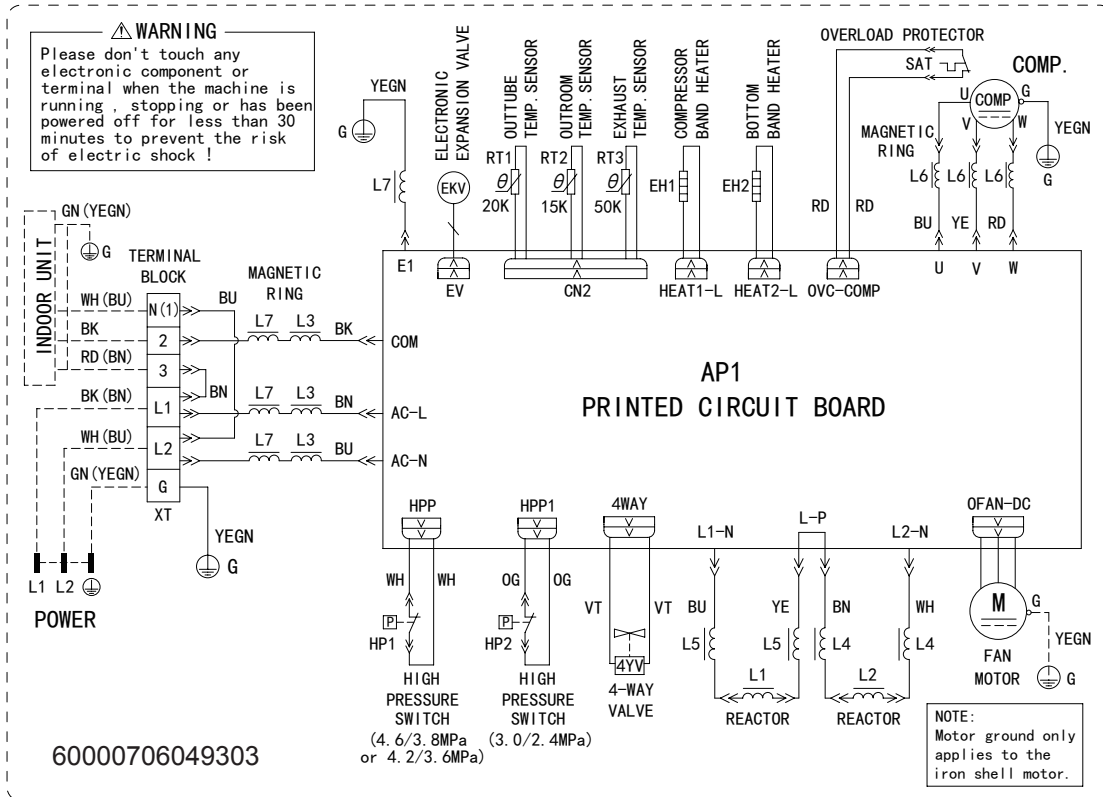 WARNING
Please don't touch any
electronic component or
terminal when the machine is
running , stopping or has been
powered off for less than 30
minutes to prevent the risk
of electric shock !
YEGN
G
L7
E1
ELECTRONIC
EXPANSION VALVE
EKV
EV
OUTTUBE
TEMP. SENSOR
OUTROOM
TEMP. SENSOR
EXHAUST
TEMP. SENSOR
RT1
RT2
RT3
θ
θ
θ
20K
15K
50K
CN2
COMPRESSOR
BAND HEATER
EH1
HEAT1-L
BOTTOM
BAND HEATER
EH2
HEAT2-L
OVERLOAD PROTECTOR
SAT
RD
RD
OVC-COMP
COMP.
COMP
U
V
W
G
YEGN
G
MAGNETIC
RING
L6
L6
L6
BU
YE
RD
U
V
W
GN(YEGN)
G
INDOOR UNIT
TERMINAL
BLOCK
MAGNETIC
RING
WH(BU)
N(1)
BU
BK
2
L7
L3
BK
COM
RD(BN)
3
BN
BK(BN)
L1
L7
L3
BN
AC-L
WH(BU)
L2
L7
L3
BU
AC-N
GN(YEGN)
G
XT
YEGN
G
L1
L2
POWER
AP1
PRINTED CIRCUIT BOARD
HPP
WH
WH
P
HP1
HIGH
PRESSURE
SWITCH
(4.6/3.8MPa
or 4.2/3.6MPa)
HPP1
OG
OG
P
HP2
HIGH
PRESSURE
SWITCH
(3.0/2.4MPa)
4WAY
VT
VT
4YV
4-WAY
VALVE
L1-N
L-P
L2-N
BU
YE
BN
WH
L5
L5
L4
L4
L1
L2
REACTOR
REACTOR
OFAN-DC
M
G
YEGN
G
FAN
MOTOR
NOTE:
Motor ground only
applies to the
iron shell motor.
60000706049303